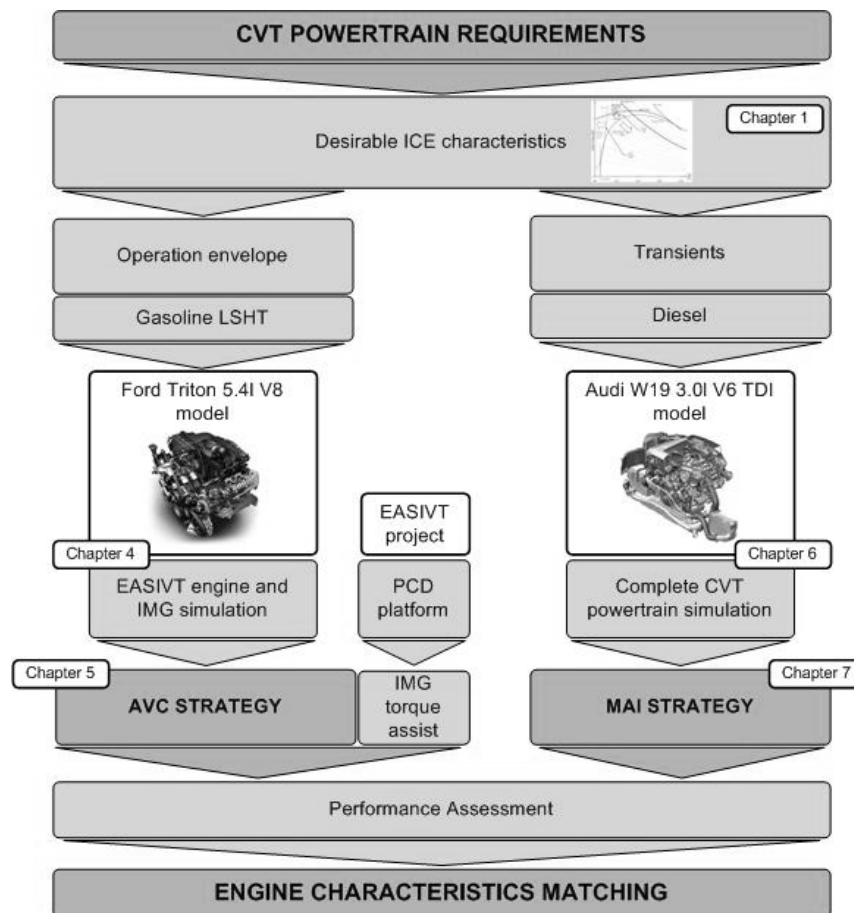 CVT POWERTRAIN REQUIREMENTS
Chapter 1
Desirable ICE characteristics
Operation envelope
Transients
Gasoline LSHT
Diesel
Ford Triton 5.4l V8
model
Audi W19 3.0l V6 TDI
model
EASIVT
project
Chapter 4
Chapter 6
EASIVT engine and
IMG simulation
PCD
platform
Complete CVT
powertrain simulation
Chapter 5
Chapter 7
AVC STRATEGY
IMG
torque
assist
MAI STRATEGY
Performance Assessment
ENGINE CHARACTERISTICS MATCHING